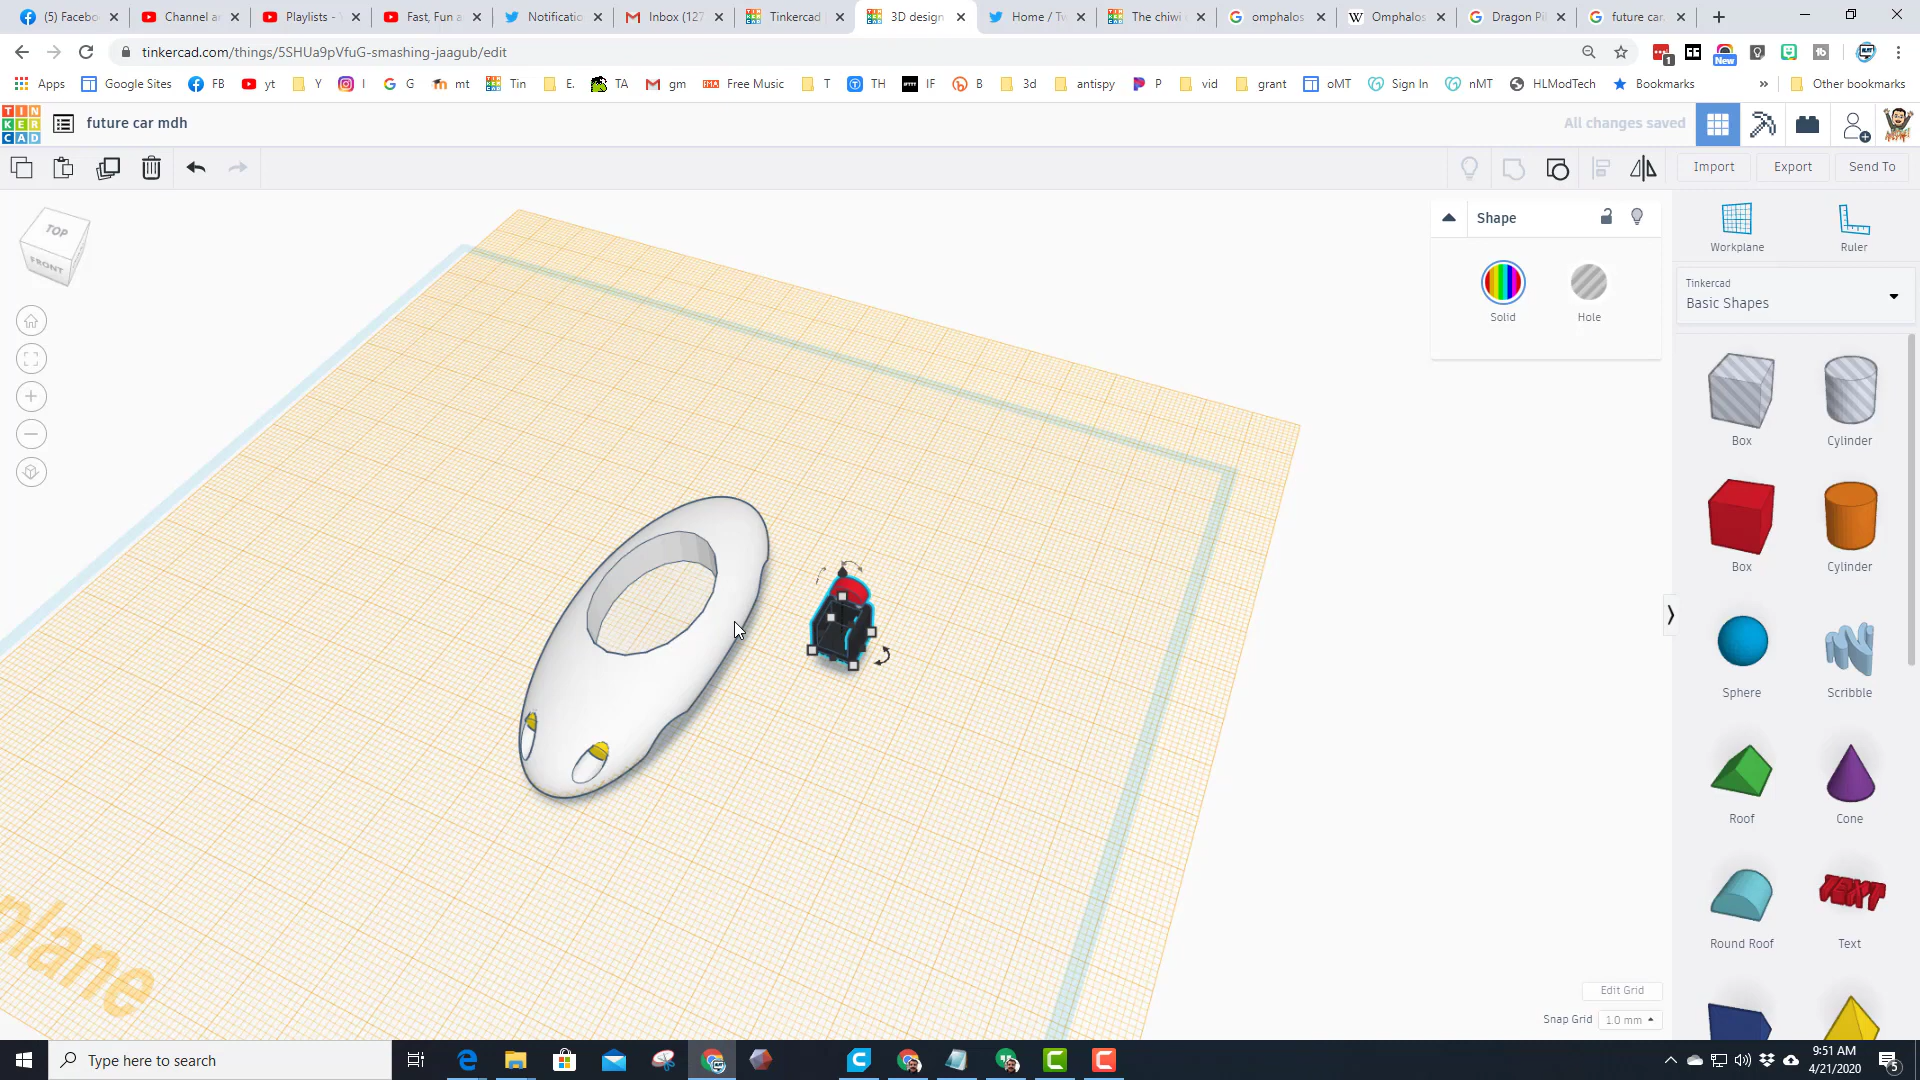 (5) Facebo
Channel a
Playlists -
Fast, Fun a
Notificatio
Inbox (127
Tinkercad
3D design
Home / Tw
The chiwi
omphalos
Omphalos
Dragon Pi
future car
tinkercad.com/things/5SHUa9pVfuG-smashing-jaagub/edit
1
New
Apps
Google Sites
FB
yt
Y
I
G
mt
Tin
E.
TA
gm
Free Music
T
TH
IF
B
3d
antispy
P
vid
grant
oMT
Sign In
nMT
HLModTech
Bookmarks
»
Other bookmarks
TIN
KER
CAD
future car mdh
All changes saved
Import
Export
Send To
TOP
FRONT
Shape
Solid
Hole
Workplane
Ruler
Tinkercad
Basic Shapes
Box
Cylinder
Box
Cylinder
Sphere
Scribble
Roof
Cone
TEXT
Round Roof
Text
plane
Edit Grid
Snap Grid
1.0 mm
Type here to search
9:51 AM
4/21/2020
5